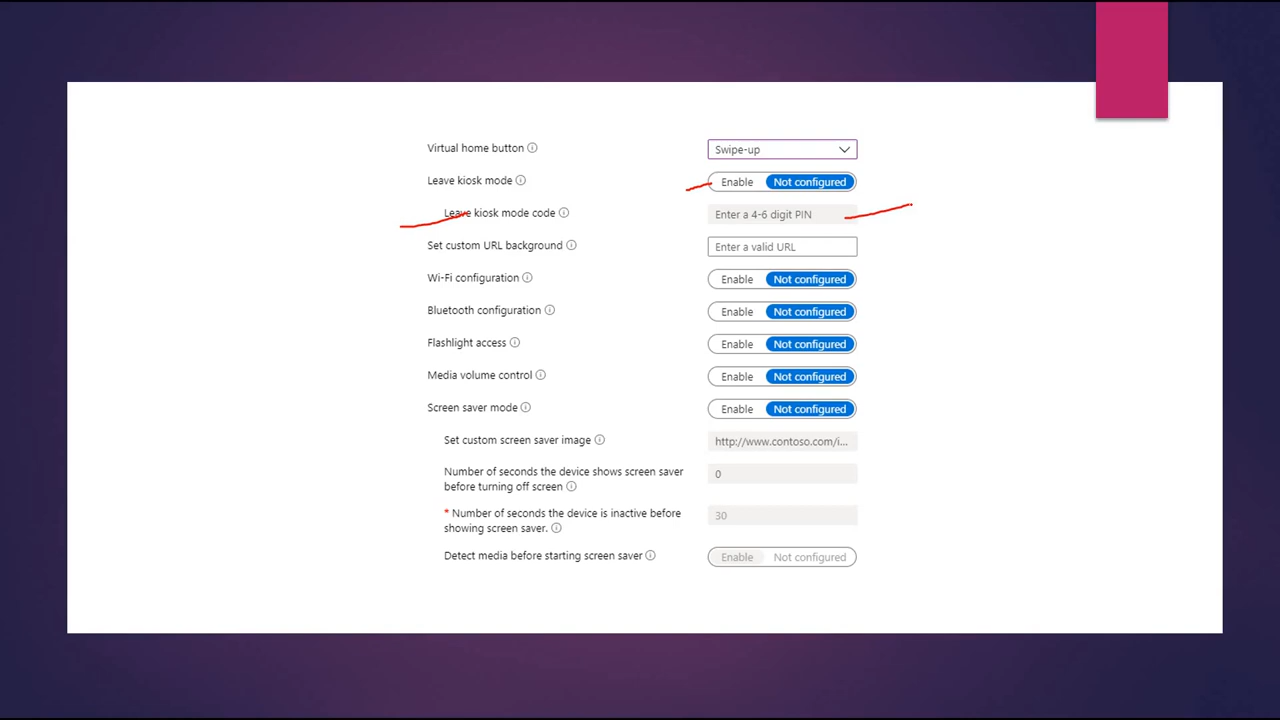 Virtual home button
Swipe-up
Leave kiosk mode
Enable Not configured
Leave kiosk mode code
Enter a 4-6 digit PIN
Set custom URL background
Enter a valid URL
Wi-Fi configuration
Enable Not configured
Bluetooth configuration
Enable Not configured
Flashlight access
Enable Not configured
Media volume control
Enable Not configured
Screen saver mode
Enable Not configured
Set custom screen saver image
http://www.contoso.com/i...
Number of seconds the device shows screen saver
before turning off screen
0
* Number of seconds the device is inactive before
showing screen saver.
30
Detect media before starting screen saver
Enable Not configured